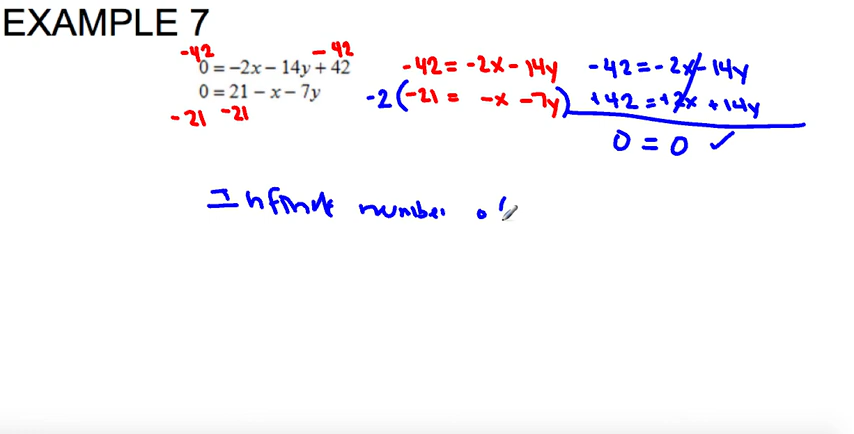 EXAMPLE 7
-42 -42
0 = −2x − 14y + 42
0 = 21 − x − 7y
-21 -21
-42 = -2x - 14y
-2(-21 = -x -7y)
-42 = -2x - 14y
+42 = +2x + 14y
0 = 0 ✓
Infinite number o